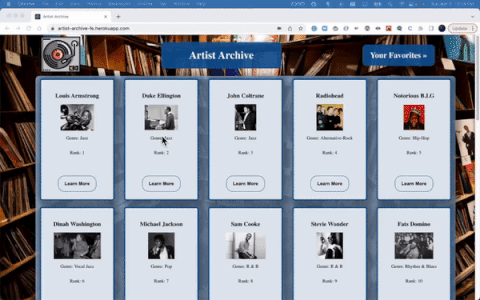 Artist Archive
artist-archive-fe.herokuapp.com
Update
Artist Archive
Your Favorites »
Louis Armstrong
Duke Ellington
John Coltrane
Radiohead
Notorious B.I.G
Genre: Jazz
Genre: Jazz
Genre: Jazz
Genre: Alternative Rock
Genre: Hip-Hop
Rank: 1
Rank: 2
Rank: 3
Rank: 4
Rank: 5
Learn More
Learn More
Learn More
Learn More
Learn More
Dinah Washington
Michael Jackson
Sam Cooke
Stevie Wonder
Fats Domino
Genre: Vocal Jazz
Genre: Pop
Genre: R & B
Genre: R & B
Genre: Rhythm & Blues
Rank: 6
Rank: 7
Rank: 8
Rank: 9
Rank: 10